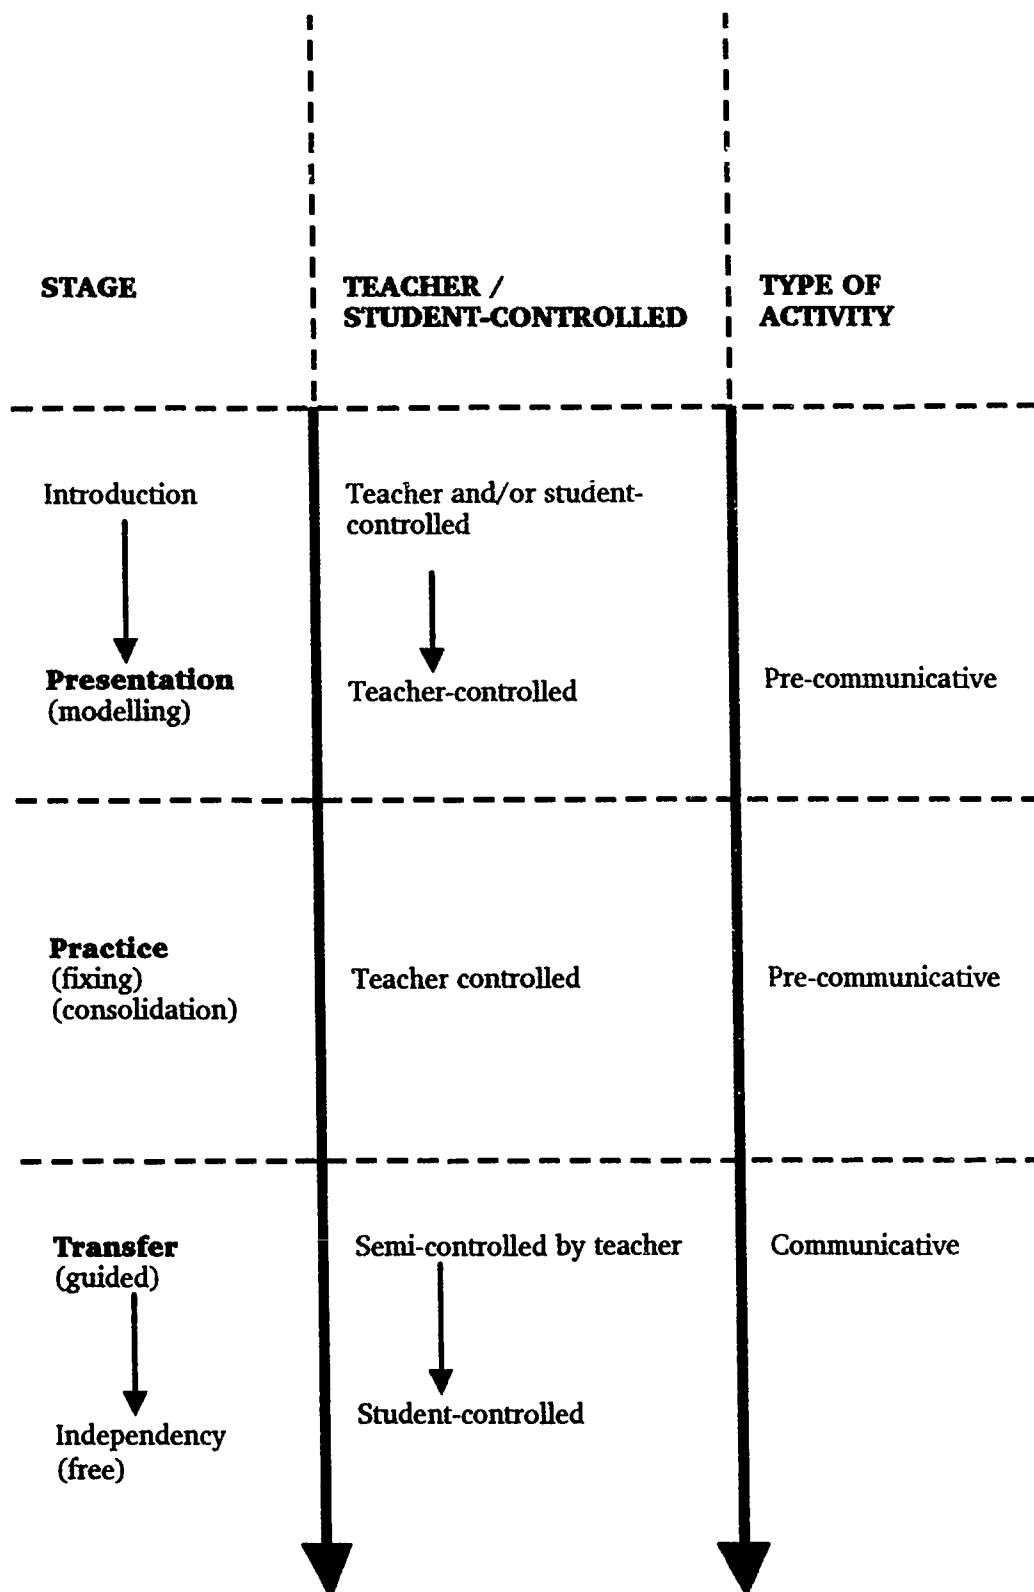 STAGE
TEACHER /
STUDENT-CONTROLLED
TYPE OF
ACTIVITY
Introduction
Teacher and/or student-
controlled
Presentation
(modelling)
Teacher-controlled
Pre-communicative
Practice
(fixing)
(consolidation)
Teacher controlled
Pre-communicative
Transfer
(guided)
Semi-controlled by teacher
Communicative
Independency
(free)
Student-controlled